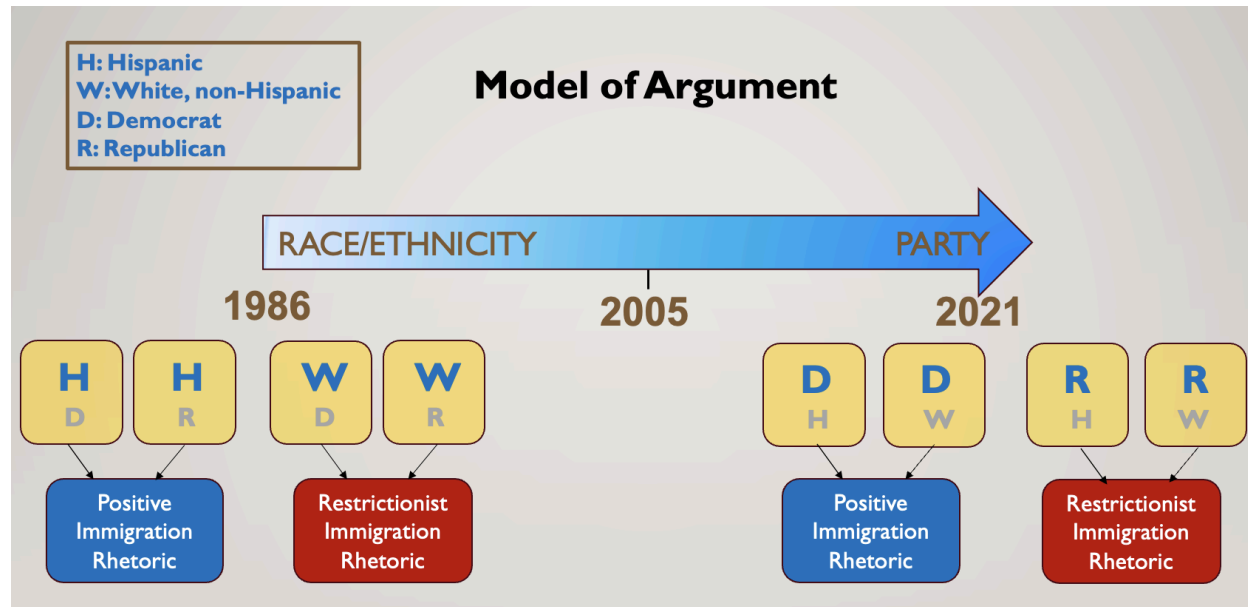 H: Hispanic
W: White, non-Hispanic
D: Democrat
R: Republican
Model of Argument
RACE/ETHNICITY
PARTY
1986
2005
2021
H
D
H
R
W
D
W
R
D
H
D
W
R
H
R
W
Positive
Immigration
Rhetoric
Restrictionist
Immigration
Rhetoric
Positive
Immigration
Rhetoric
Restrictionist
Immigration
Rhetoric